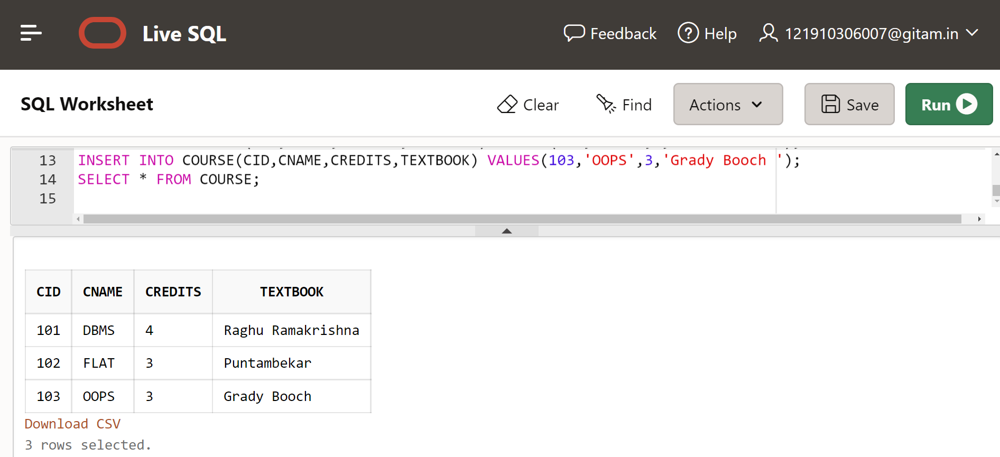 Live SQL
Feedback
Help
121910306007@gitam.in
SQL Worksheet
Clear
Find
Actions
Save
Run
13 INSERT INTO COURSE(CID,CNAME,CREDITS,TEXTBOOK) VALUES(103,'OOPS',3,'Grady Booch ');
14 SELECT * FROM COURSE;
15
CID CNAME CREDITS TEXTBOOK
101 DBMS 4 Raghu Ramakrishna
102 FLAT 3 Puntambekar
103 OOPS 3 Grady Booch
Download CSV
3 rows selected.